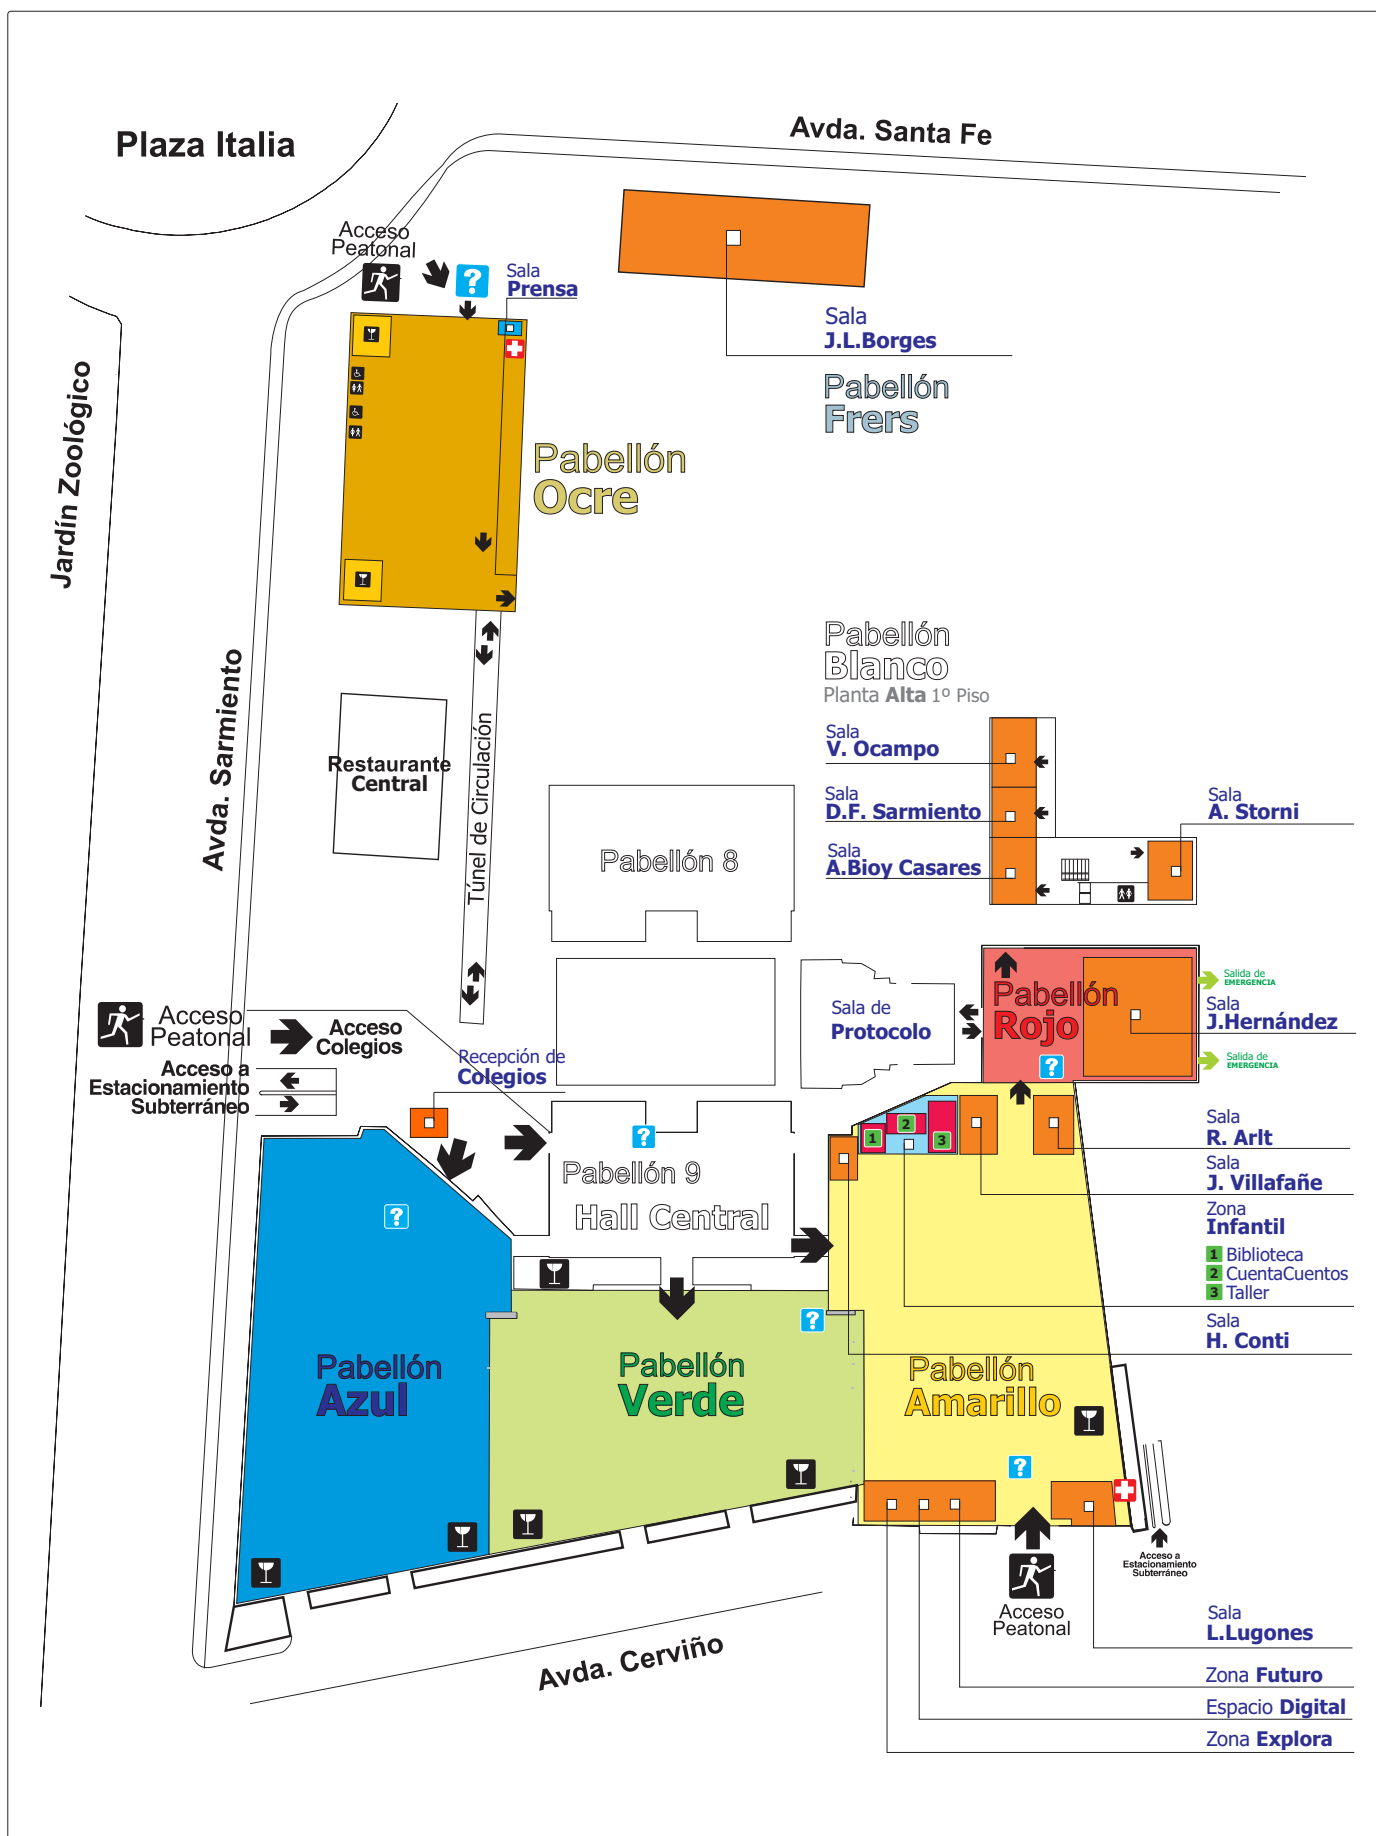 Plaza Italia
Avda. Santa Fe
Acceso
Peatonal
?
Sala
Prensa
Sala
J.L.Borges
Pabellón
Frers
Jardín Zoológico
Pabellón
Ocre
Pabellón
Blanco
Planta Alta 1º Piso
Avda. Sarmiento
Restaurante
Central
Túnel de Circulación
Sala
V. Ocampo
Sala
D.F. Sarmiento
Sala
A.Bioy Casares
Sala
A. Storni
Pabellón 8
Acceso
Peatonal
Acceso
Colegios
Acceso a
Estacionamiento
Subterráneo
Recepción de
Colegios
Sala de
Protocolo
Pabellón
Rojo
?
Salida de
EMERGENCIA
Sala
J.Hernández
Salida de
EMERGENCIA
?
Pabellón 9
Hall Central
?
1
2
3
Sala
R. Arlt
Sala
J. Villafañe
Zona
Infantil
1 Biblioteca
2 CuentaCuentos
3 Taller
Sala
H. Conti
?
Pabellón
Azul
Pabellón
Verde
Pabellón
Amarillo
?
Acceso a
Estacionamiento
Subterráneo
Acceso
Peatonal
Avda. Cerviño
Sala
L.Lugones
Zona Futuro
Espacio Digital
Zona Explora